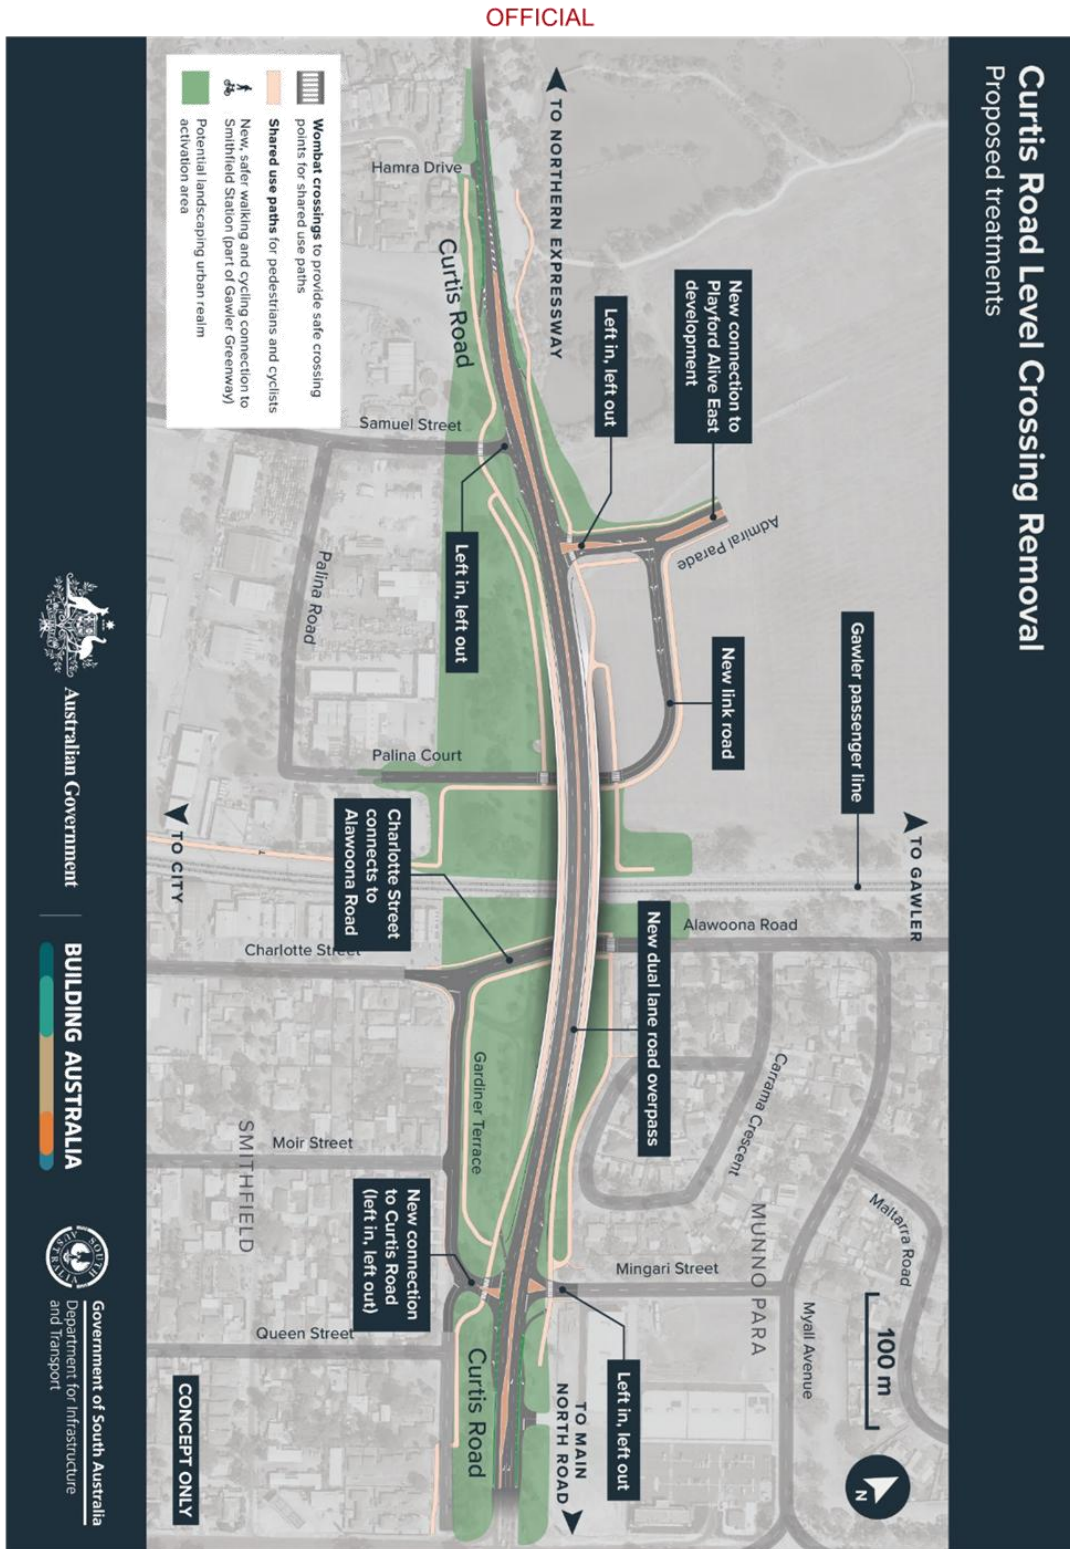 OFFICIAL
Curtis Road Level Crossing Removal
Proposed treatments
TO NORTHERN EXPRESSWAY
New connection to
Playford Alive East
development
Left in, left out
Admiral Parade
New link road
Gawler passenger line
TO GAWLER
Alawoona Road
New dual lane road overpass
Carrama Crescent
Maltarra Road
MUNNO PARA
Mingari Street
Myall Avenue
100 m
N
Left in, left out
TO MAIN
NORTH ROAD
Hamra Drive
Curtis Road
Samuel Street
Left in, left out
Palina Road
Palina Court
TO CITY
Charlotte Street
connects to
Alawoona Road
Charlotte Street
Gardiner Terrace
Moir Street
SMITHFIELD
New connection
to Curtis Road
(left in, left out)
Queen Street
Curtis Road
CONCEPT ONLY
Wombat crossings to provide safe crossing
points for shared use paths
Shared use paths for pedestrians and cyclists
New, safer walking and cycling connection to
Smithfield Station (part of Gawler Greenway)
Potential landscaping urban realm
activation area
Australian Government
BUILDING AUSTRALIA
SOUTH AUSTRALIA
Government of South Australia
Department for Infrastructure
and Transport